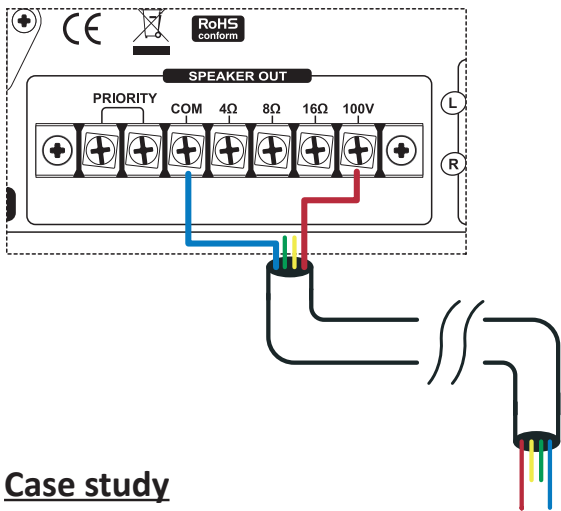 CE
RoHS
conform
SPEAKER OUT
PRIORITY COM 4Ω 8Ω 16Ω 100V
L
R
Case study